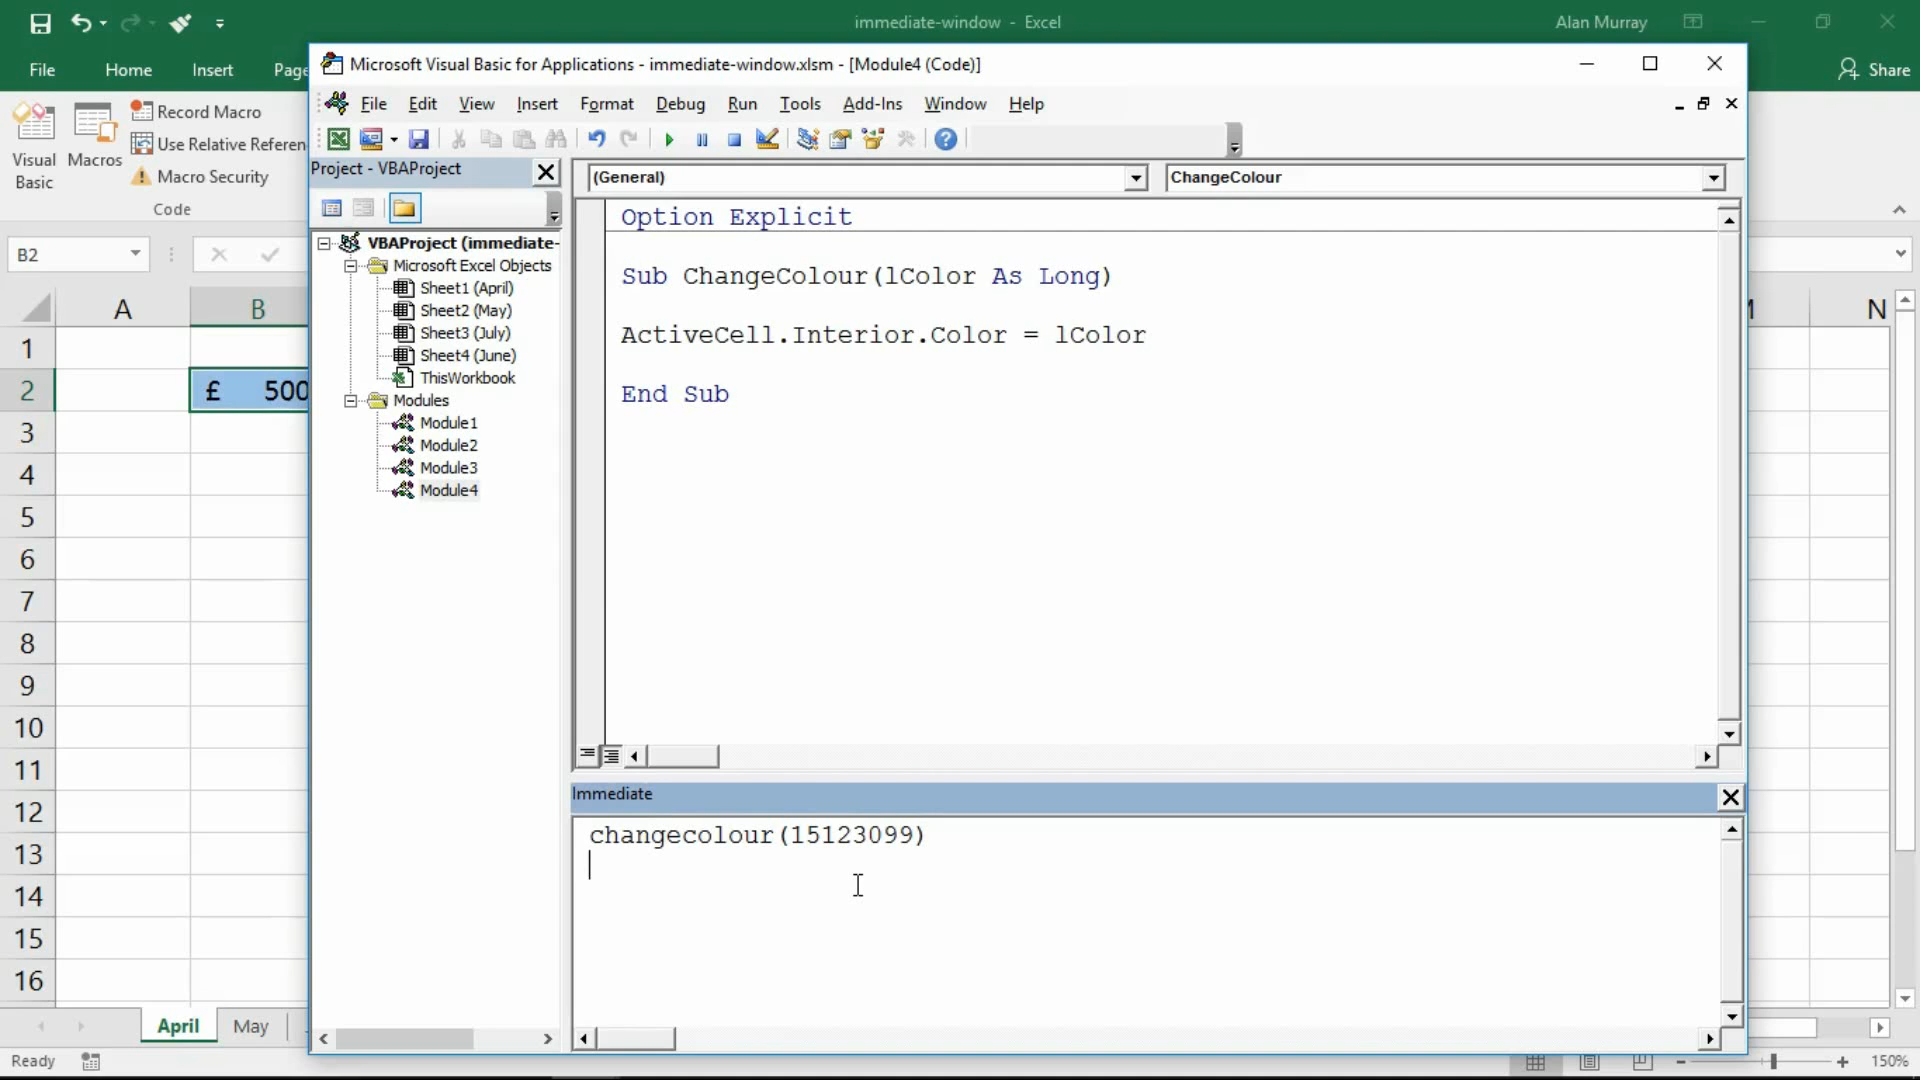 immediate-window - Excel
Alan Murray
File
Home
Insert
Page
Share
Visual Basic
Macros
Record Macro
Use Relative Referen
Macro Security
Code
B2
Microsoft Visual Basic for Applications - immediate-window.xlsm - [Module4 (Code)]
File Edit View Insert Format Debug Run Tools Add-Ins Window Help
Project - VBAProject
VBAProject (immediate-
Microsoft Excel Objects
Sheet1 (April)
Sheet2 (May)
Sheet3 (July)
Sheet4 (June)
ThisWorkbook
Modules
Module1
Module2
Module3
Module4
(General)
ChangeColour
Option Explicit
Sub ChangeColour(lColor As Long)
ActiveCell.Interior.Color = lColor
End Sub
Immediate
changecolour(15123099)
A B N
1
2 £ 500
3
4
5
6
7
8
9
10
11
12
13
14
15
16
April
May
Ready
150%